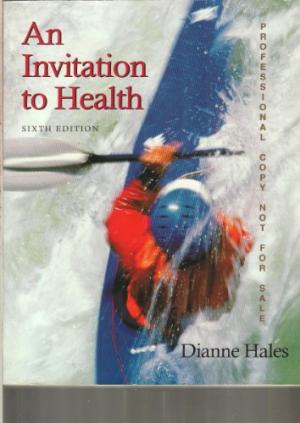 An
Invitation
to Health
SIXTH EDITION
PROFESSIONAL COPY NOT FOR SALE
Dianne Hales